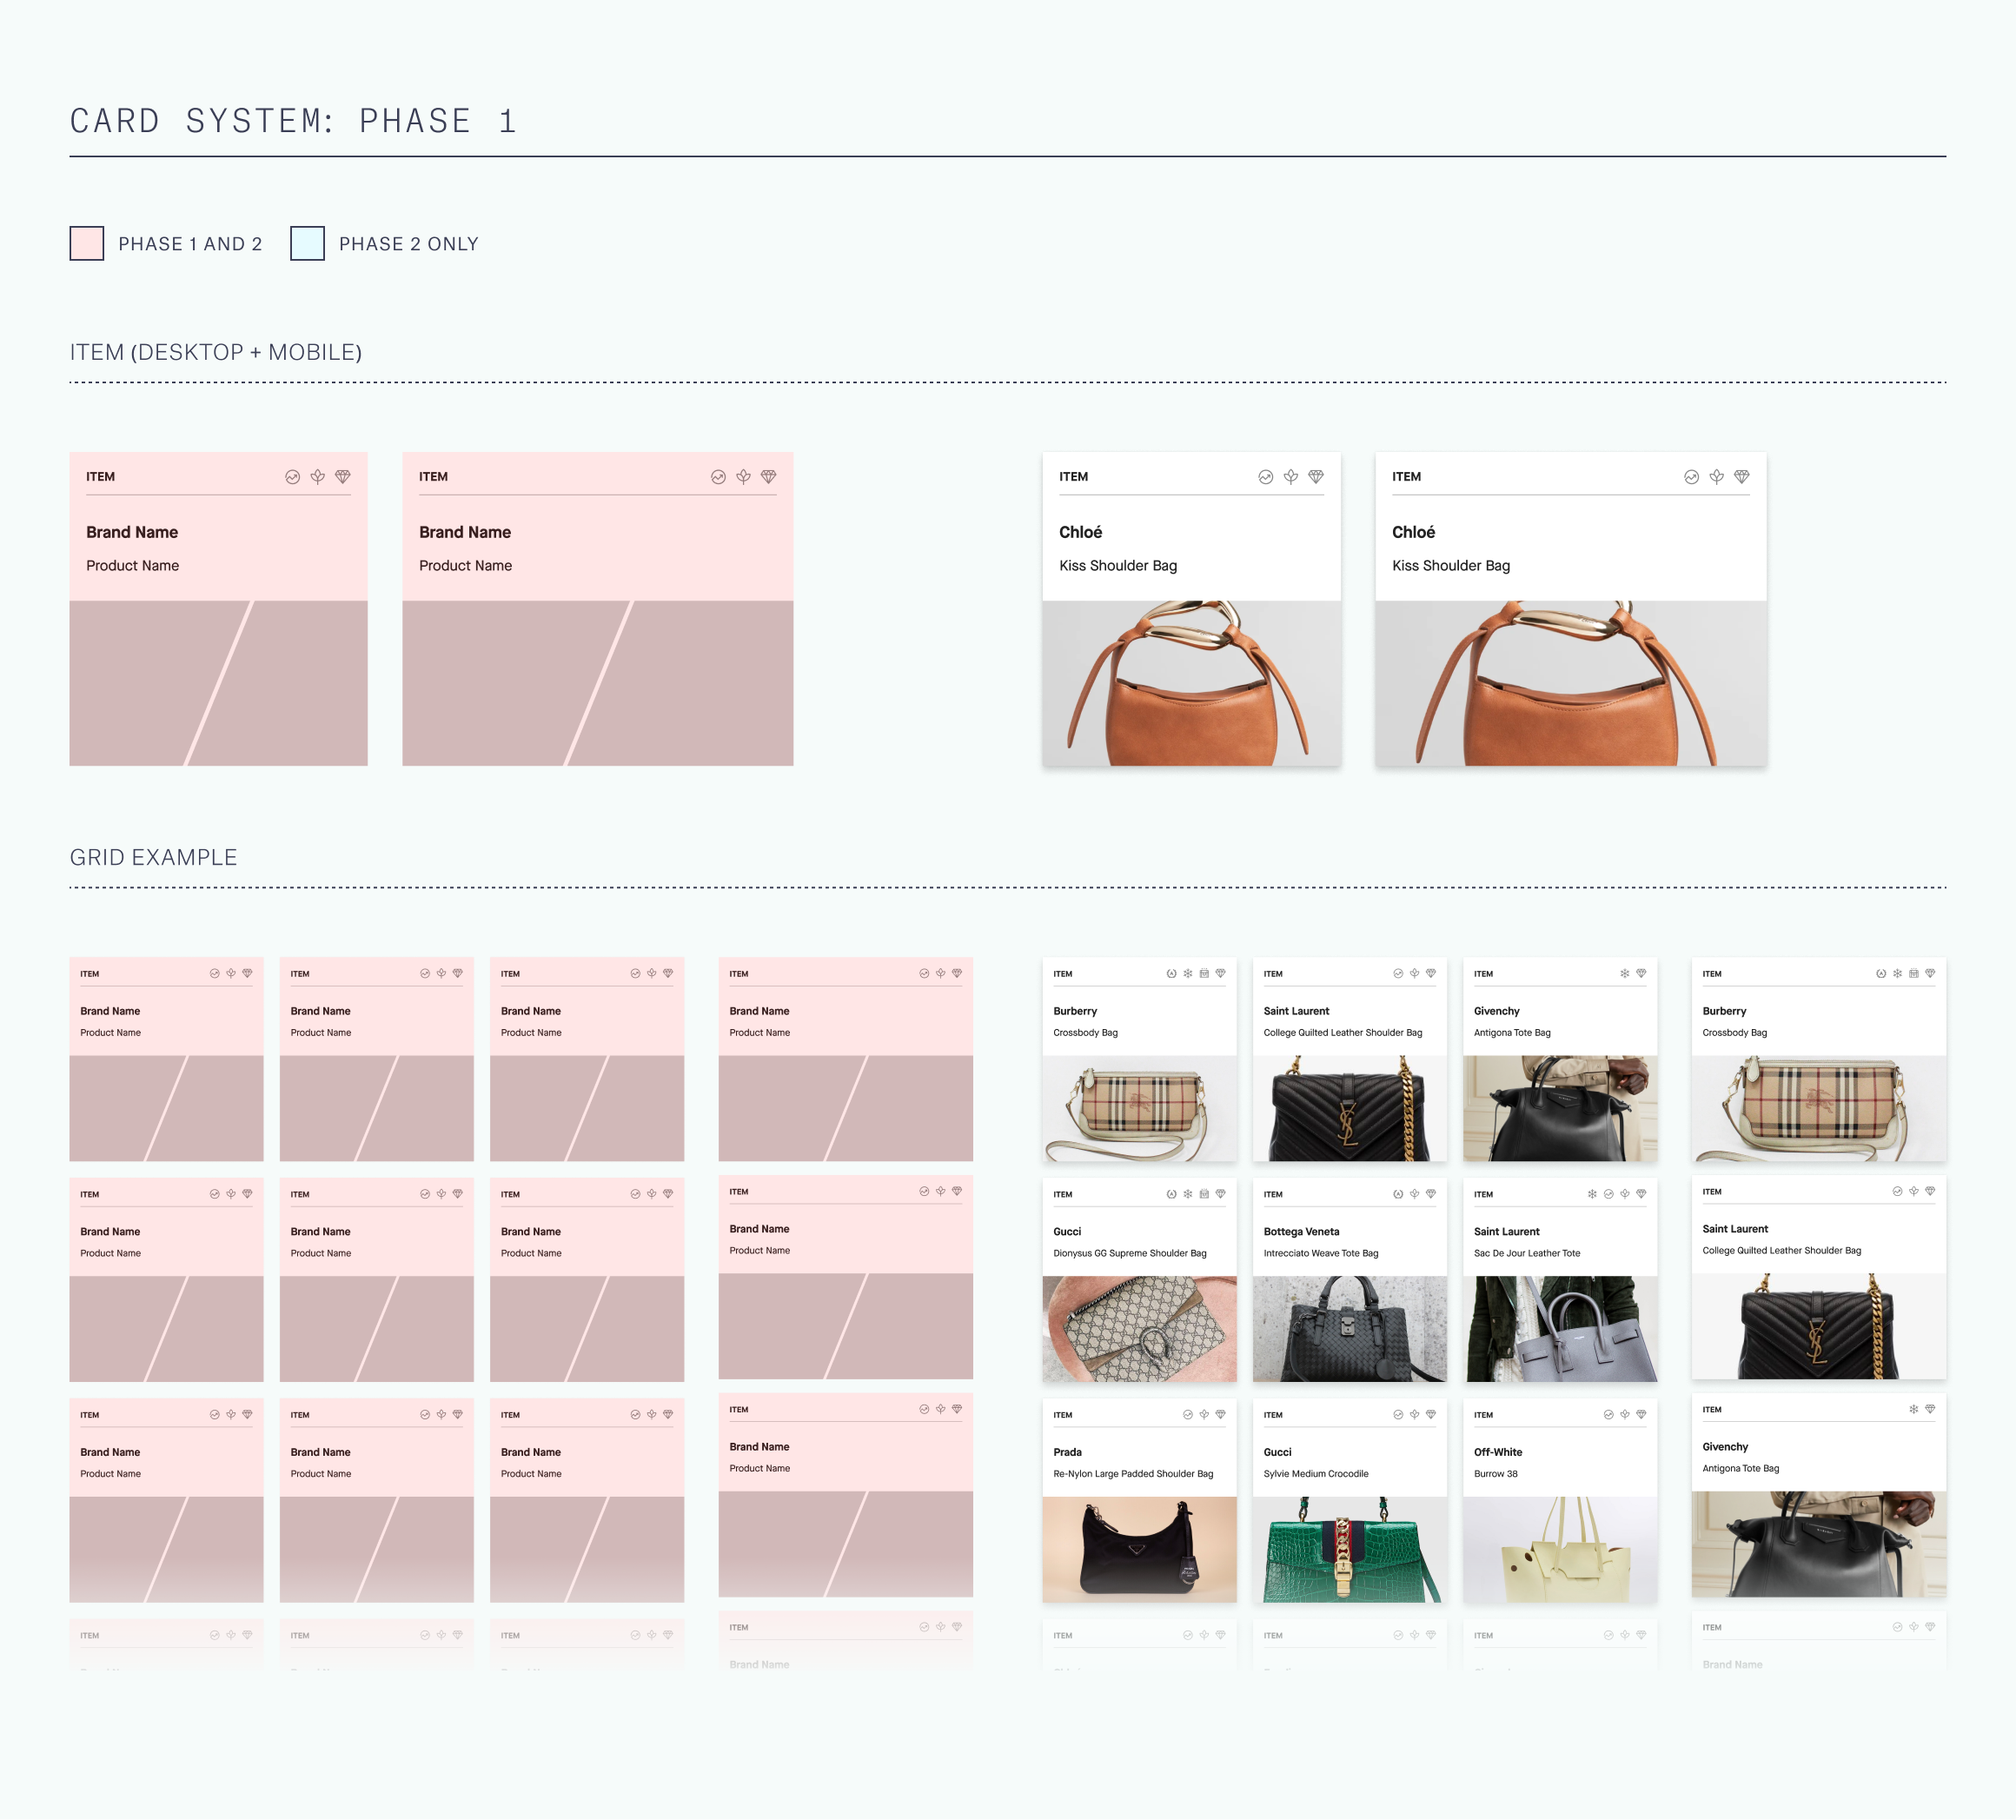 CARD SYSTEM: PHASE 1
PHASE 1 AND 2 PHASE 2 ONLY
ITEM (DESKTOP + MOBILE)
ITEM
Brand Name
Product Name
ITEM
Brand Name
Product Name
ITEM
Chloé
Kiss Shoulder Bag
ITEM
Chloé
Kiss Shoulder Bag
GRID EXAMPLE
ITEM
Brand Name
Product Name
ITEM
Brand Name
Product Name
ITEM
Brand Name
Product Name
ITEM
Brand Name
Product Name
ITEM
Burberry
Crossbody Bag
ITEM
Saint Laurent
College Quilted Leather Shoulder Bag
ITEM
Givenchy
Antigona Tote Bag
ITEM
Burberry
Crossbody Bag
ITEM
Brand Name
Product Name
ITEM
Brand Name
Product Name
ITEM
Brand Name
Product Name
ITEM
Brand Name
Product Name
ITEM
Gucci
Dionysus GG Supreme Shoulder Bag
ITEM
Bottega Veneta
Intrecciato Weave Tote Bag
ITEM
Saint Laurent
Sac De Jour Leather Tote
ITEM
Saint Laurent
College Quilted Leather Shoulder Bag
ITEM
Brand Name
Product Name
ITEM
Brand Name
Product Name
ITEM
Brand Name
Product Name
ITEM
Brand Name
Product Name
ITEM
Prada
Re-Nylon Large Padded Shoulder Bag
ITEM
Gucci
Sylvie Medium Crocodile
ITEM
Off-White
Burrow 38
ITEM
Givenchy
Antigona Tote Bag
ITEM
ITEM
ITEM
ITEM
Brand Name
ITEM
ITEM
ITEM
ITEM
Brand Name